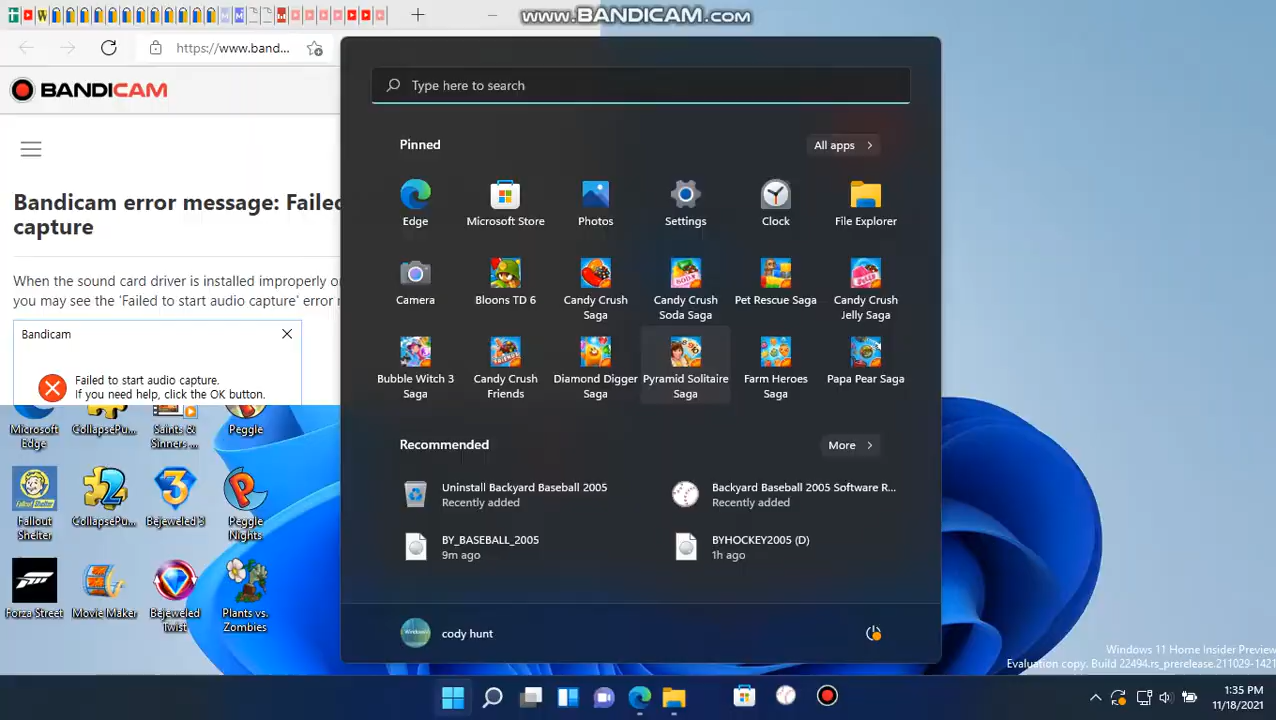 www.BANDICAM.com
https://www.band...
BANDICAM
Bandicam error message: Failed
capture
When the sound card driver is installed improperly o
you may see the 'Failed to start audio capture' error
Bandicam
Failed to start audio capture.
If you need help, click the OK button.
Type here to search
Pinned
All apps
Edge
Microsoft Store
Photos
Settings
Clock
File Explorer
Camera
Bloons TD 6
Candy Crush
Saga
Candy Crush
Soda Saga
Pet Rescue Saga
Candy Crush
Jelly Saga
Bubble Witch 3
Saga
Candy Crush
Friends
Diamond Digger
Saga
Pyramid Solitaire
Saga
Farm Heroes
Saga
Papa Pear Saga
Recommended
More
Uninstall Backyard Baseball 2005
Recently added
Backyard Baseball 2005 Software R...
Recently added
BY_BASEBALL_2005
9m ago
BYHOCKEY2005 (D)
1h ago
cody hunt
Microsoft
Edge
CollapsePu...
Saints &
Sinners ...
Peggle
Fallout
Shelter
CollapsePu...
Bejeweled 3
Peggle
Nights
Forza Street
Movie Maker
Bejeweled
Twist
Plants vs.
Zombies
Windows 11 Home Insider Preview
Evaluation copy. Build 22494.rs_prerelease.211029-1421
1:35 PM
11/18/2021